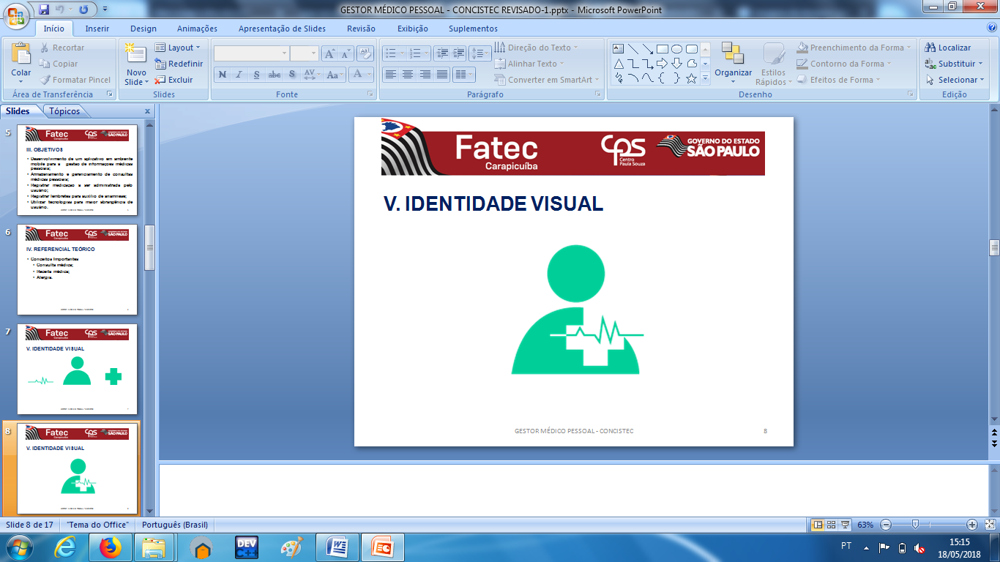 GESTOR MÉDICO PESSOAL - CONCISTEC REVISADO-1.pptx - Microsoft PowerPoint
Início Inserir Design Animações Apresentação de Slides Revisão Exibição Suplementos
Colar
Recortar
Copiar
Formatar Pincel
Área de Transferência
Novo
Slide
Layout
Redefinir
Excluir
Slides
N I S abc S AV Aa A
Fonte
Direção do Texto
Alinhar Texto
Converter em SmartArt
Parágrafo
Organizar
Estilos
Rápidos
Preenchimento da Forma
Contorno da Forma
Efeitos de Forma
Desenho
Localizar
Substituir
Selecionar
Edição
Slides Tópicos x
5
Fatec
Carapicuíba
CPS
SÃO PAULO
III. OBJETIVOS
• Desenvolvimento de um aplicativo em ambiente
mobile para a gestão de informações médicas
pessoais;
• Armazenamento e gerenciamento de consultas
médicas pessoais;
• Registrar medicação a ser administrada pelo
usuário;
• Registrar lembretes para auxílio de anamnese;
• Utilizar tecnologias para maior abrangência de
usuário.
6
Fatec
Carapicuíba
CPS
SÃO PAULO
IV. REFERENCIAL TEÓRICO
• Conceitos Importantes
• Consulta médica;
• Receita médica;
• Alergia.
7
Fatec
Carapicuíba
CPS
SÃO PAULO
V. IDENTIDADE VISUAL
8
Fatec
Carapicuíba
CPS
SÃO PAULO
V. IDENTIDADE VISUAL
Fatec
Carapicuíba
CPS
Centro
Paula Souza
GOVERNO DO ESTADO
SÃO PAULO
V. IDENTIDADE VISUAL
GESTOR MÉDICO PESSOAL - CONCISTEC 8
Slide 8 de 17 "Tema do Office" Português (Brasil) 63%
DEV
C++
PT
15:15
18/05/2018